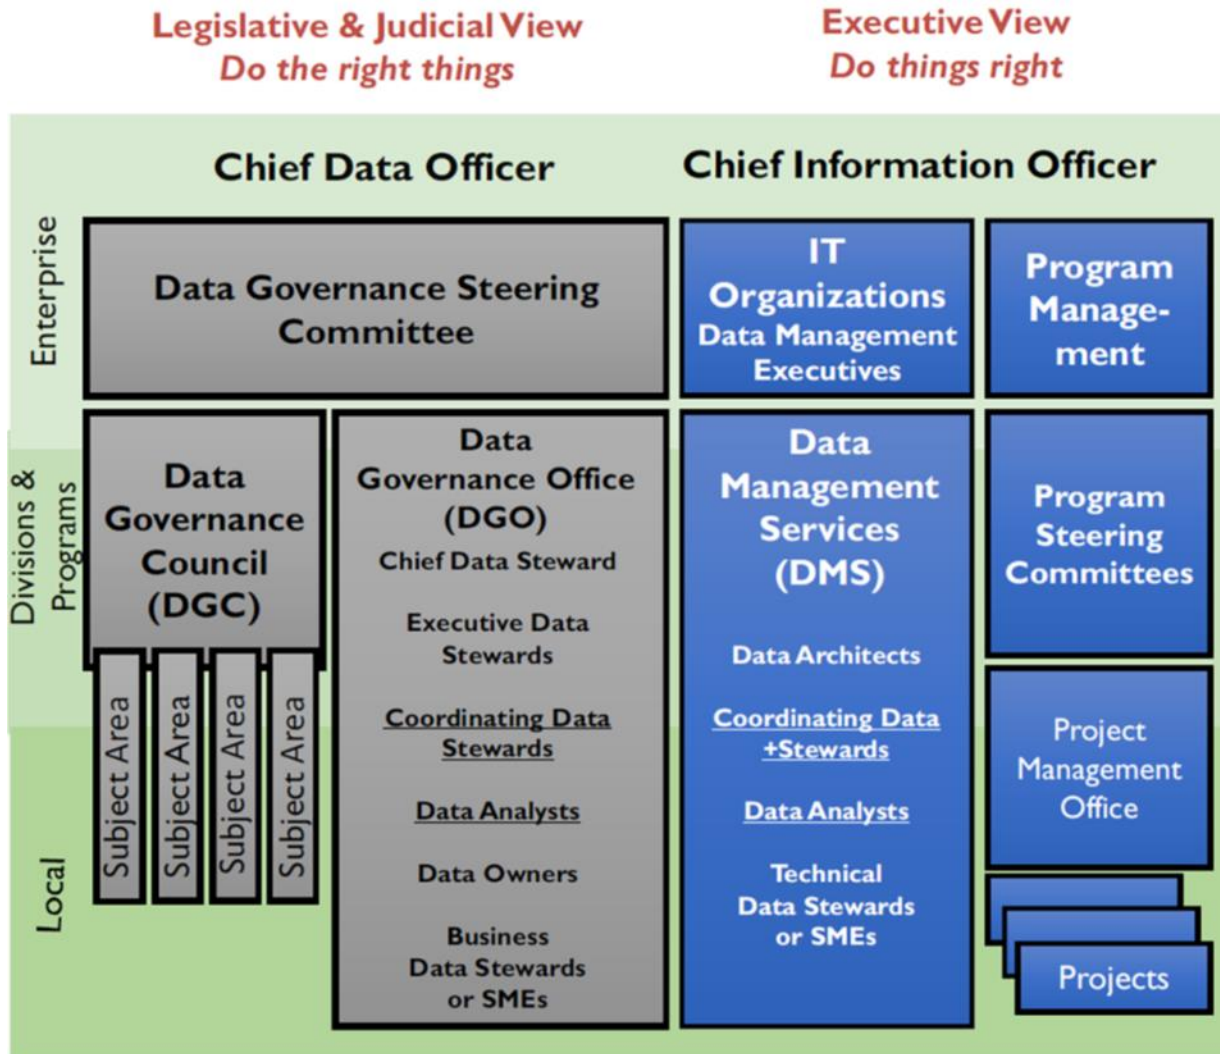 Legislative & Judicial View
Do the right things
Executive View
Do things right
Chief Data Officer
Chief Information Officer
Enterprise
Data Governance Steering
Committee
IT
Organizations
Data Management
Executives
Program
Manage-
ment
Divisions &
Programs
Data
Governance
Council
(DGC)
Data
Governance Office
(DGO)
Chief Data Steward
Executive Data
Stewards
Coordinating Data
Stewards
Data Analysts
Data Owners
Business
Data Stewards
or SMEs
Data
Management
Services
(DMS)
Data Architects
Coordinating Data
+Stewards
Data Analysts
Technical
Data Stewards
or SMEs
Program
Steering
Committees
Project
Management
Office
Projects
Local
Subject Area
Subject Area
Subject Area
Subject Area